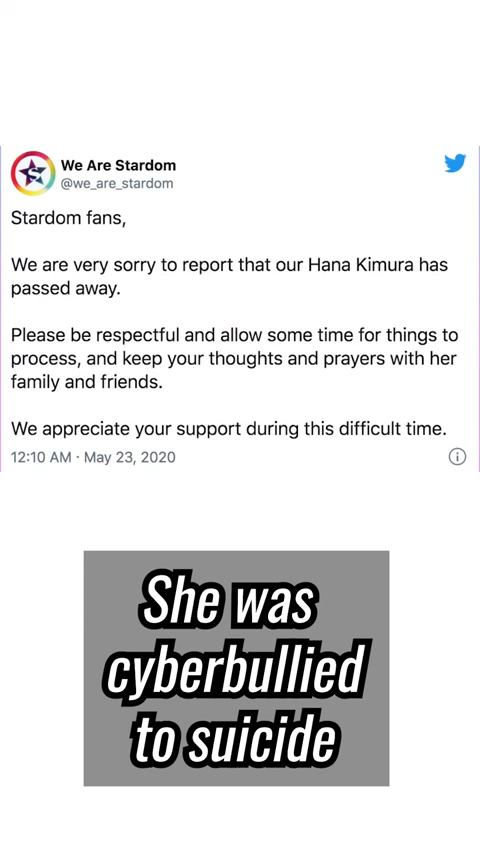 We Are Stardom
@we_are_stardom
Stardom fans,
We are very sorry to report that our Hana Kimura has
passed away.
Please be respectful and allow some time for things to
process, and keep your thoughts and prayers with her
family and friends.
We appreciate your support during this difficult time.
12:10 AM · May 23, 2020
She was
cyberbullied
to suicide